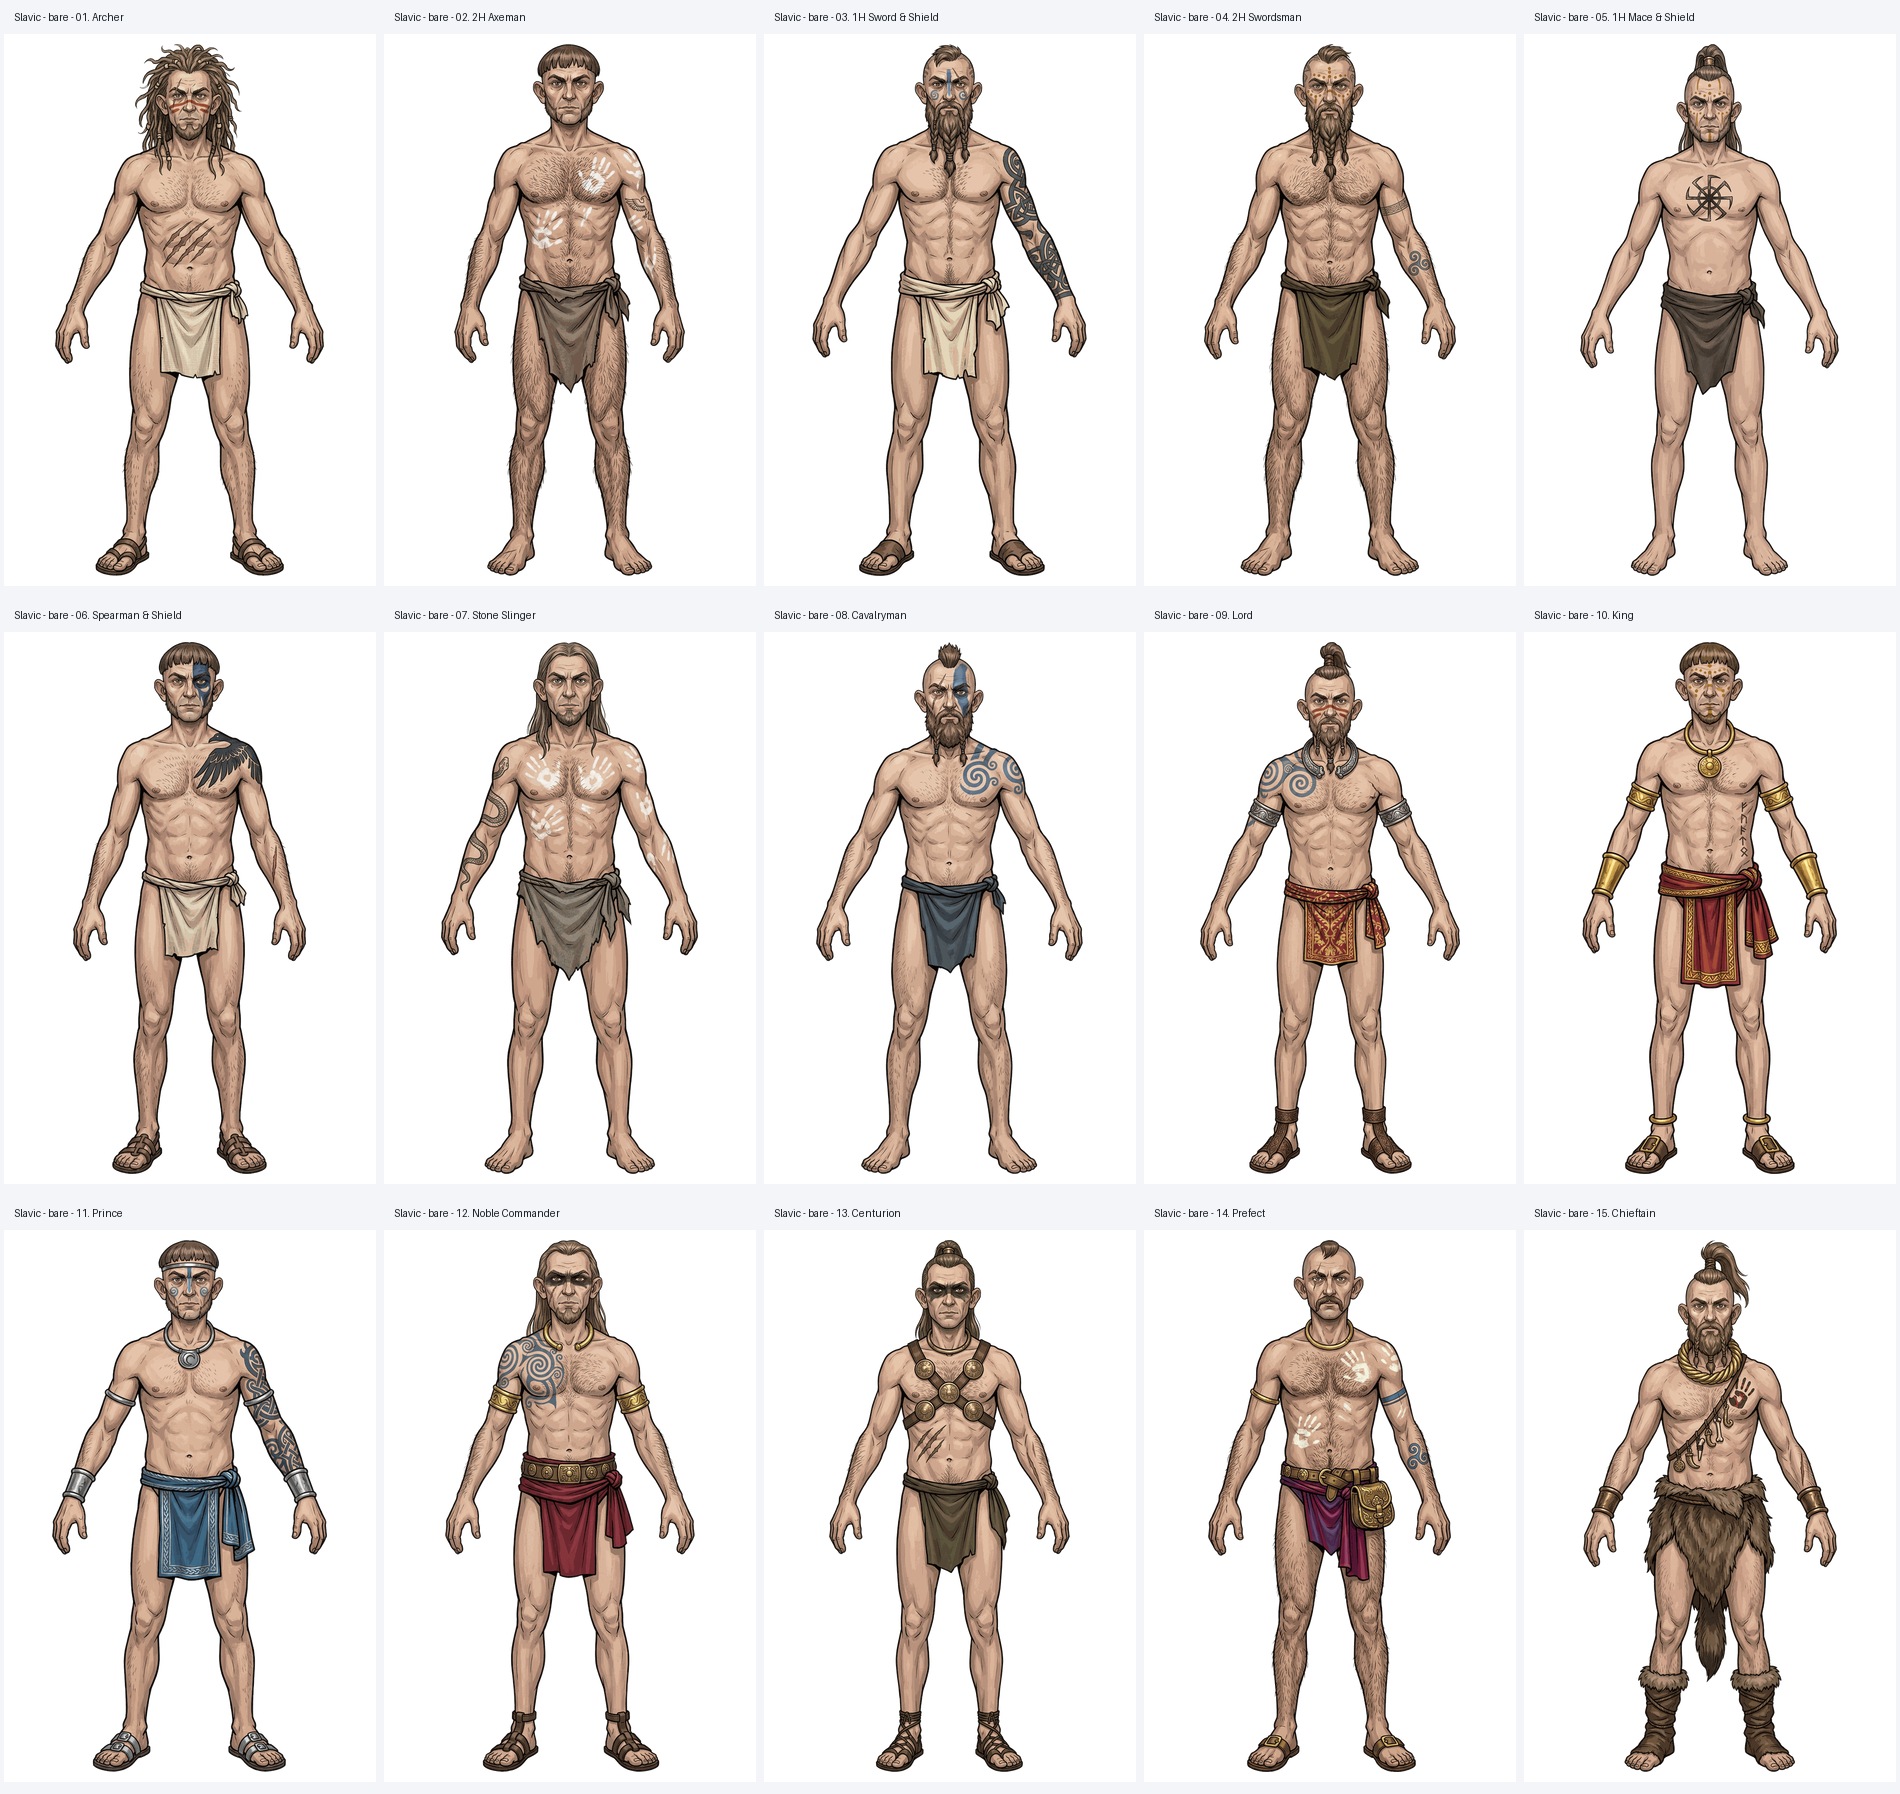 Slavic - bare - 01. Archer
Slavic - bare - 02. 2H Axeman
Slavic - bare - 03. 1H Sword & Shield
Slavic - bare - 04. 2H Swordsman
Slavic - bare - 05. 1H Mace & Shield
Slavic - bare - 06. Spearman & Shield
Slavic - bare - 07. Stone Slinger
Slavic - bare - 08. Cavalryman
Slavic - bare - 09. Lord
Slavic - bare - 10. King
Slavic - bare - 11. Prince
Slavic - bare - 12. Noble Commander
Slavic - bare - 13. Centurion
Slavic - bare - 14. Prefect
Slavic - bare - 15. Chieftain